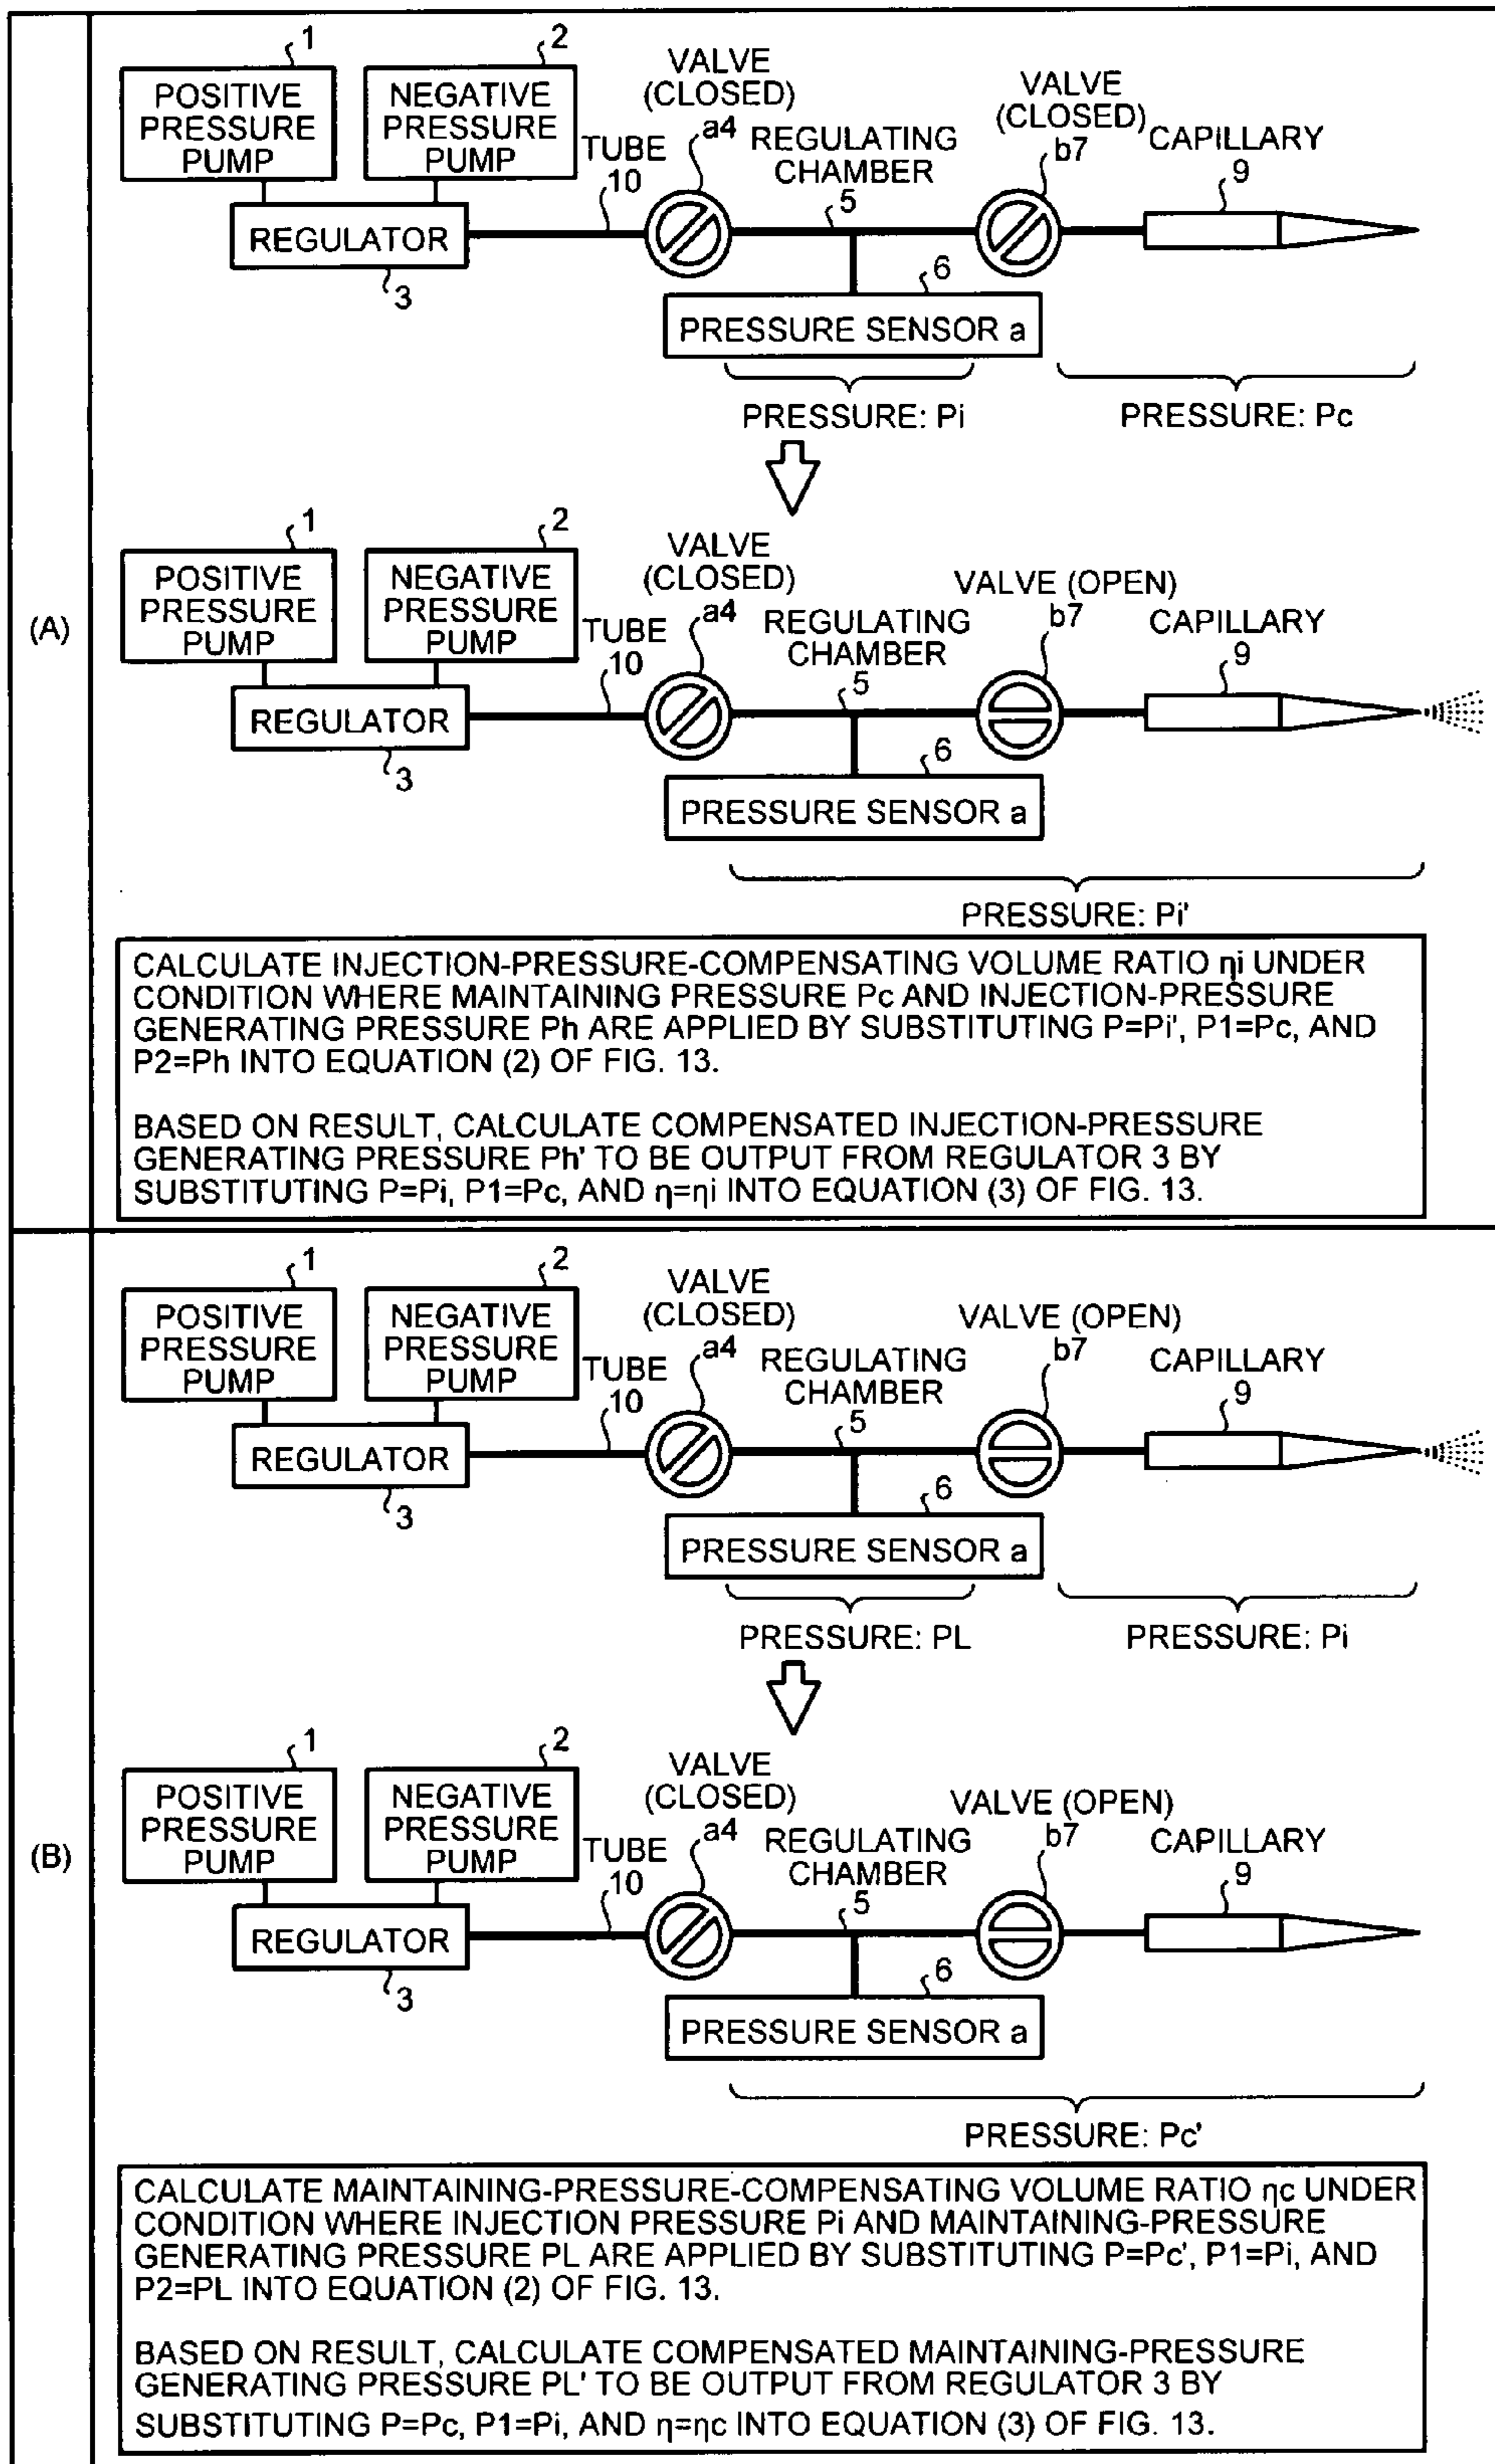 (A)
1
2
POSITIVE
PRESSURE
PUMP
NEGATIVE
PRESSURE
PUMP
VALVE
(CLOSED)
a4
TUBE
10
REGULATING
CHAMBER
5
VALVE
(CLOSED)
b7
CAPILLARY
9
REGULATOR
3
6
PRESSURE SENSOR a
PRESSURE: Pi
PRESSURE: Pc
1
2
POSITIVE
PRESSURE
PUMP
NEGATIVE
PRESSURE
PUMP
VALVE
(CLOSED)
a4
TUBE
10
REGULATING
CHAMBER
5
VALVE (OPEN)
b7
CAPILLARY
9
REGULATOR
3
6
PRESSURE SENSOR a
PRESSURE: Pi'
CALCULATE INJECTION-PRESSURE-COMPENSATING VOLUME RATIO ηi UNDER
CONDITION WHERE MAINTAINING PRESSURE Pc AND INJECTION-PRESSURE
GENERATING PRESSURE Ph ARE APPLIED BY SUBSTITUTING P=Pi', P1=Pc, AND
P2=Ph INTO EQUATION (2) OF FIG. 13.
BASED ON RESULT, CALCULATE COMPENSATED INJECTION-PRESSURE
GENERATING PRESSURE Ph' TO BE OUTPUT FROM REGULATOR 3 BY
SUBSTITUTING P=Pi, P1=Pc, AND η=ηi INTO EQUATION (3) OF FIG. 13.
(B)
1
2
POSITIVE
PRESSURE
PUMP
NEGATIVE
PRESSURE
PUMP
VALVE
(CLOSED)
a4
TUBE
10
REGULATING
CHAMBER
5
VALVE (OPEN)
b7
CAPILLARY
9
REGULATOR
3
6
PRESSURE SENSOR a
PRESSURE: PL
PRESSURE: Pi
1
2
POSITIVE
PRESSURE
PUMP
NEGATIVE
PRESSURE
PUMP
VALVE
(CLOSED)
a4
TUBE
10
REGULATING
CHAMBER
5
VALVE (OPEN)
b7
CAPILLARY
9
REGULATOR
3
6
PRESSURE SENSOR a
PRESSURE: Pc'
CALCULATE MAINTAINING-PRESSURE-COMPENSATING VOLUME RATIO ηc UNDER
CONDITION WHERE INJECTION PRESSURE Pi AND MAINTAINING-PRESSURE
GENERATING PRESSURE PL ARE APPLIED BY SUBSTITUTING P=Pc', P1=Pi, AND
P2=PL INTO EQUATION (2) OF FIG. 13.
BASED ON RESULT, CALCULATE COMPENSATED MAINTAINING-PRESSURE
GENERATING PRESSURE PL' TO BE OUTPUT FROM REGULATOR 3 BY
SUBSTITUTING P=Pc, P1=Pi, AND η=ηc INTO EQUATION (3) OF FIG. 13.